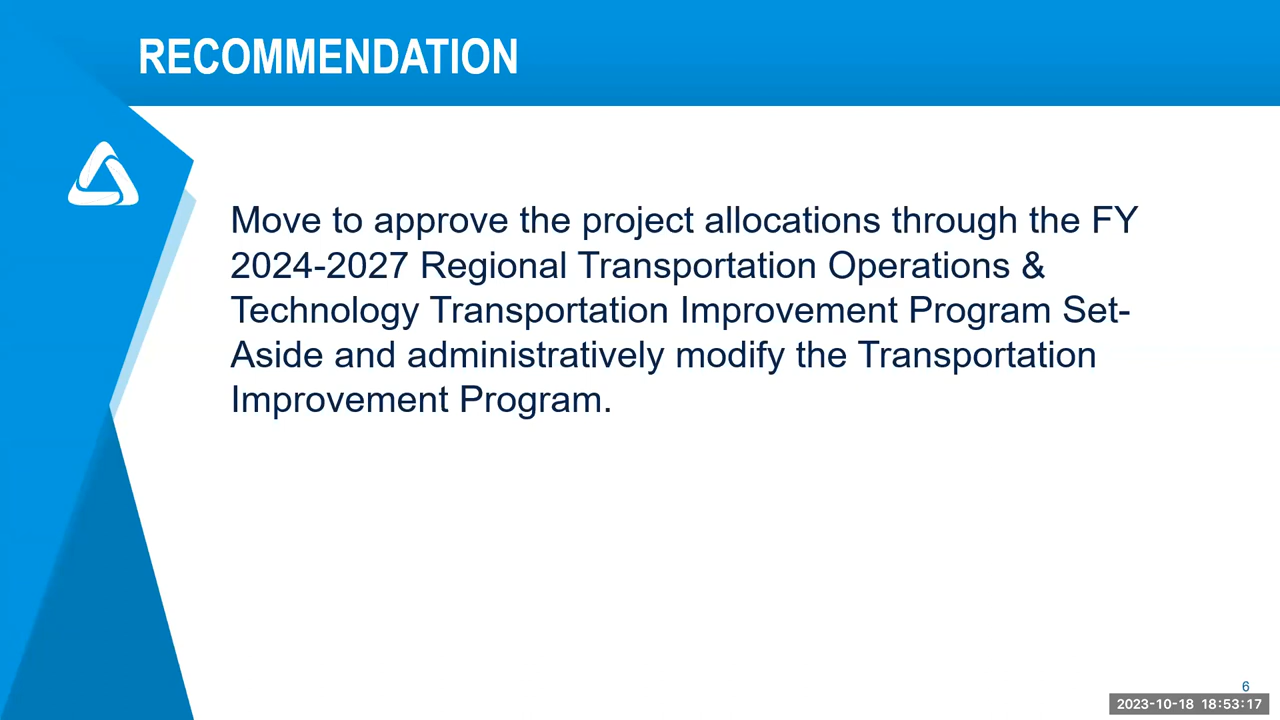 RECOMMENDATION
Move to approve the project allocations through the FY
2024-2027 Regional Transportation Operations &
Technology Transportation Improvement Program Set-
Aside and administratively modify the Transportation
Improvement Program.
6
2023-10-18 18:53:17